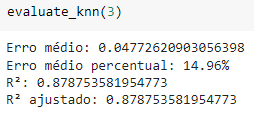 evaluate_knn(3)
Erro médio: 0.04772620903056398
Erro médio percentual: 14.96%
R²: 0.878753581954773
R² ajustado: 0.878753581954773